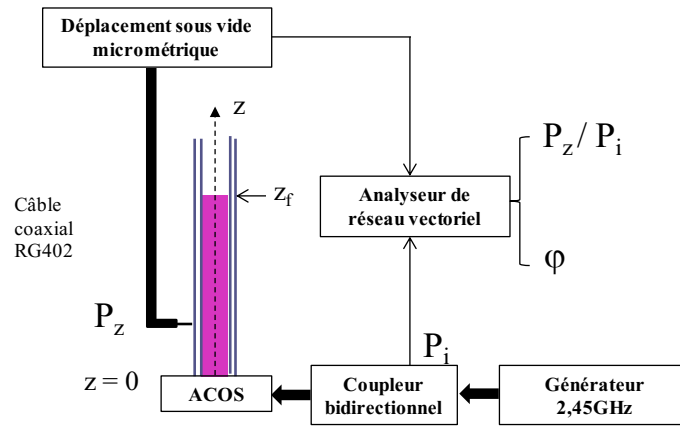 Déplacement sous vide
micrométrique
z
P_z / P_i
z_f
Analyseur de
réseau vectoriel
Câble
coaxial
RG402
φ
P_z
P_i
z = 0
ACOS
Coupleur
bidirectionnel
Générateur
2,45GHz